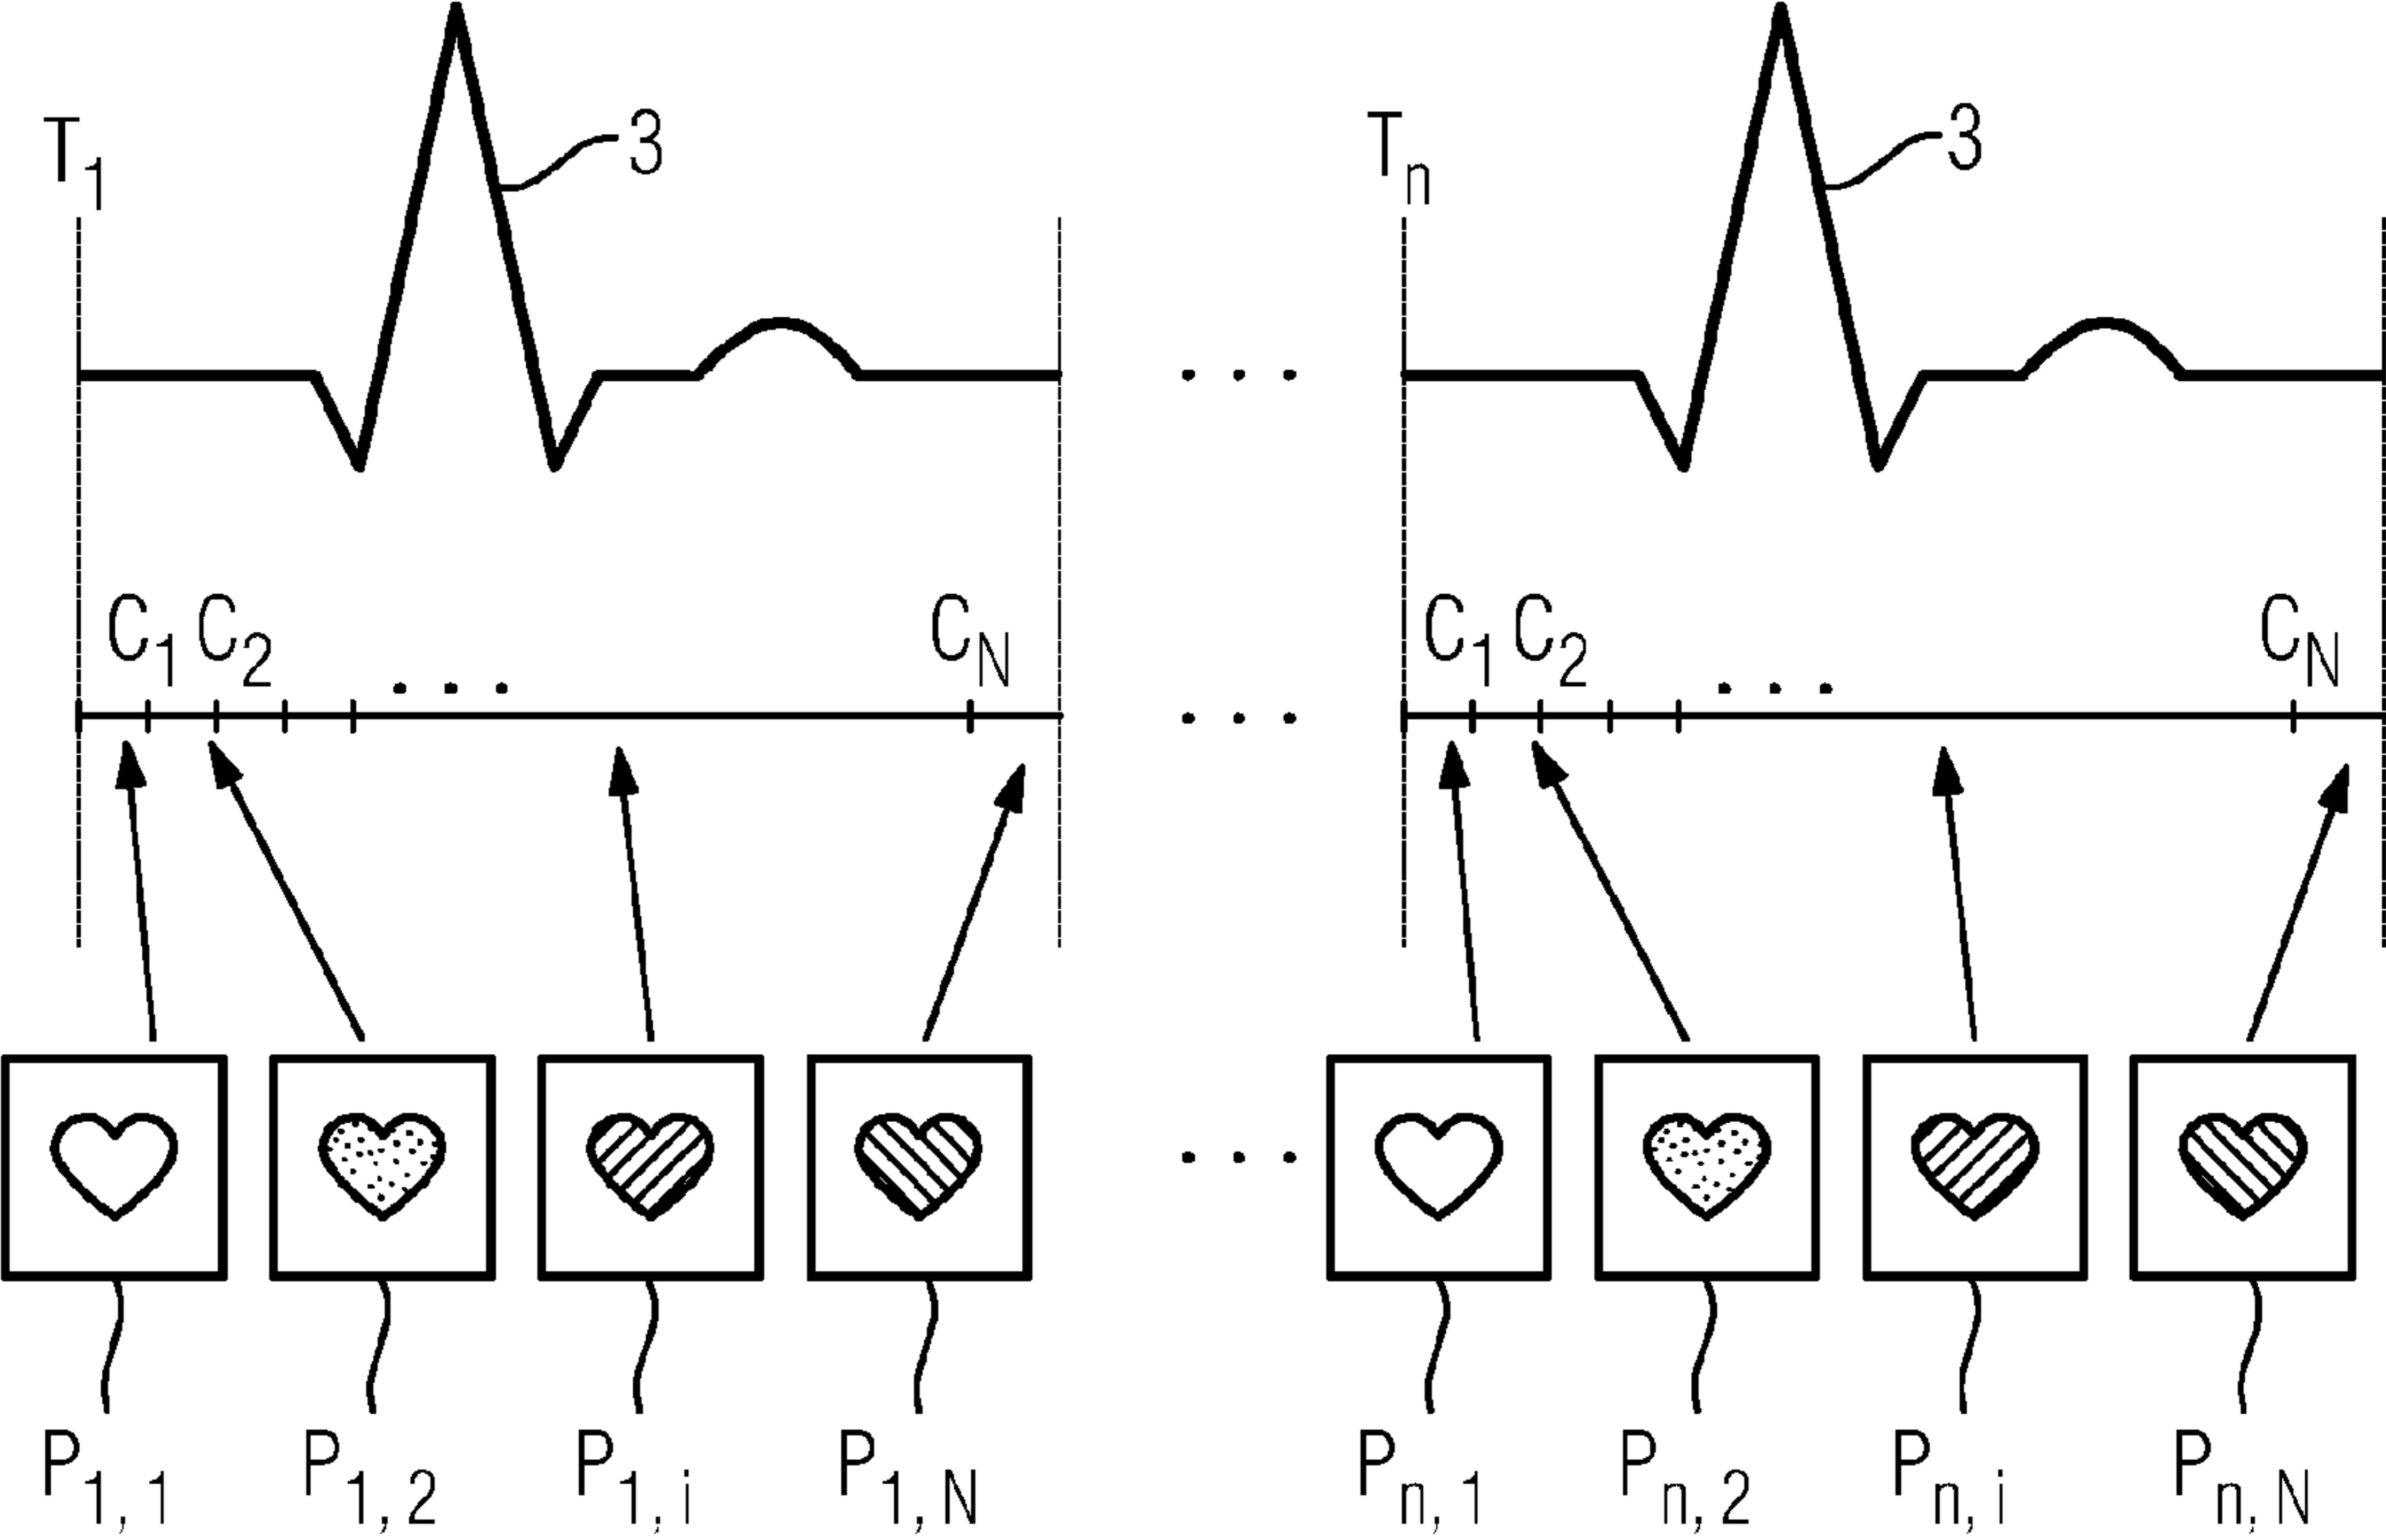 T1 3 Tn 3
C1 C2 ... CN C1 C2 ... CN
P1,1 P1,2 P1,i P1,N Pn,1 Pn,2 Pn,i Pn,N